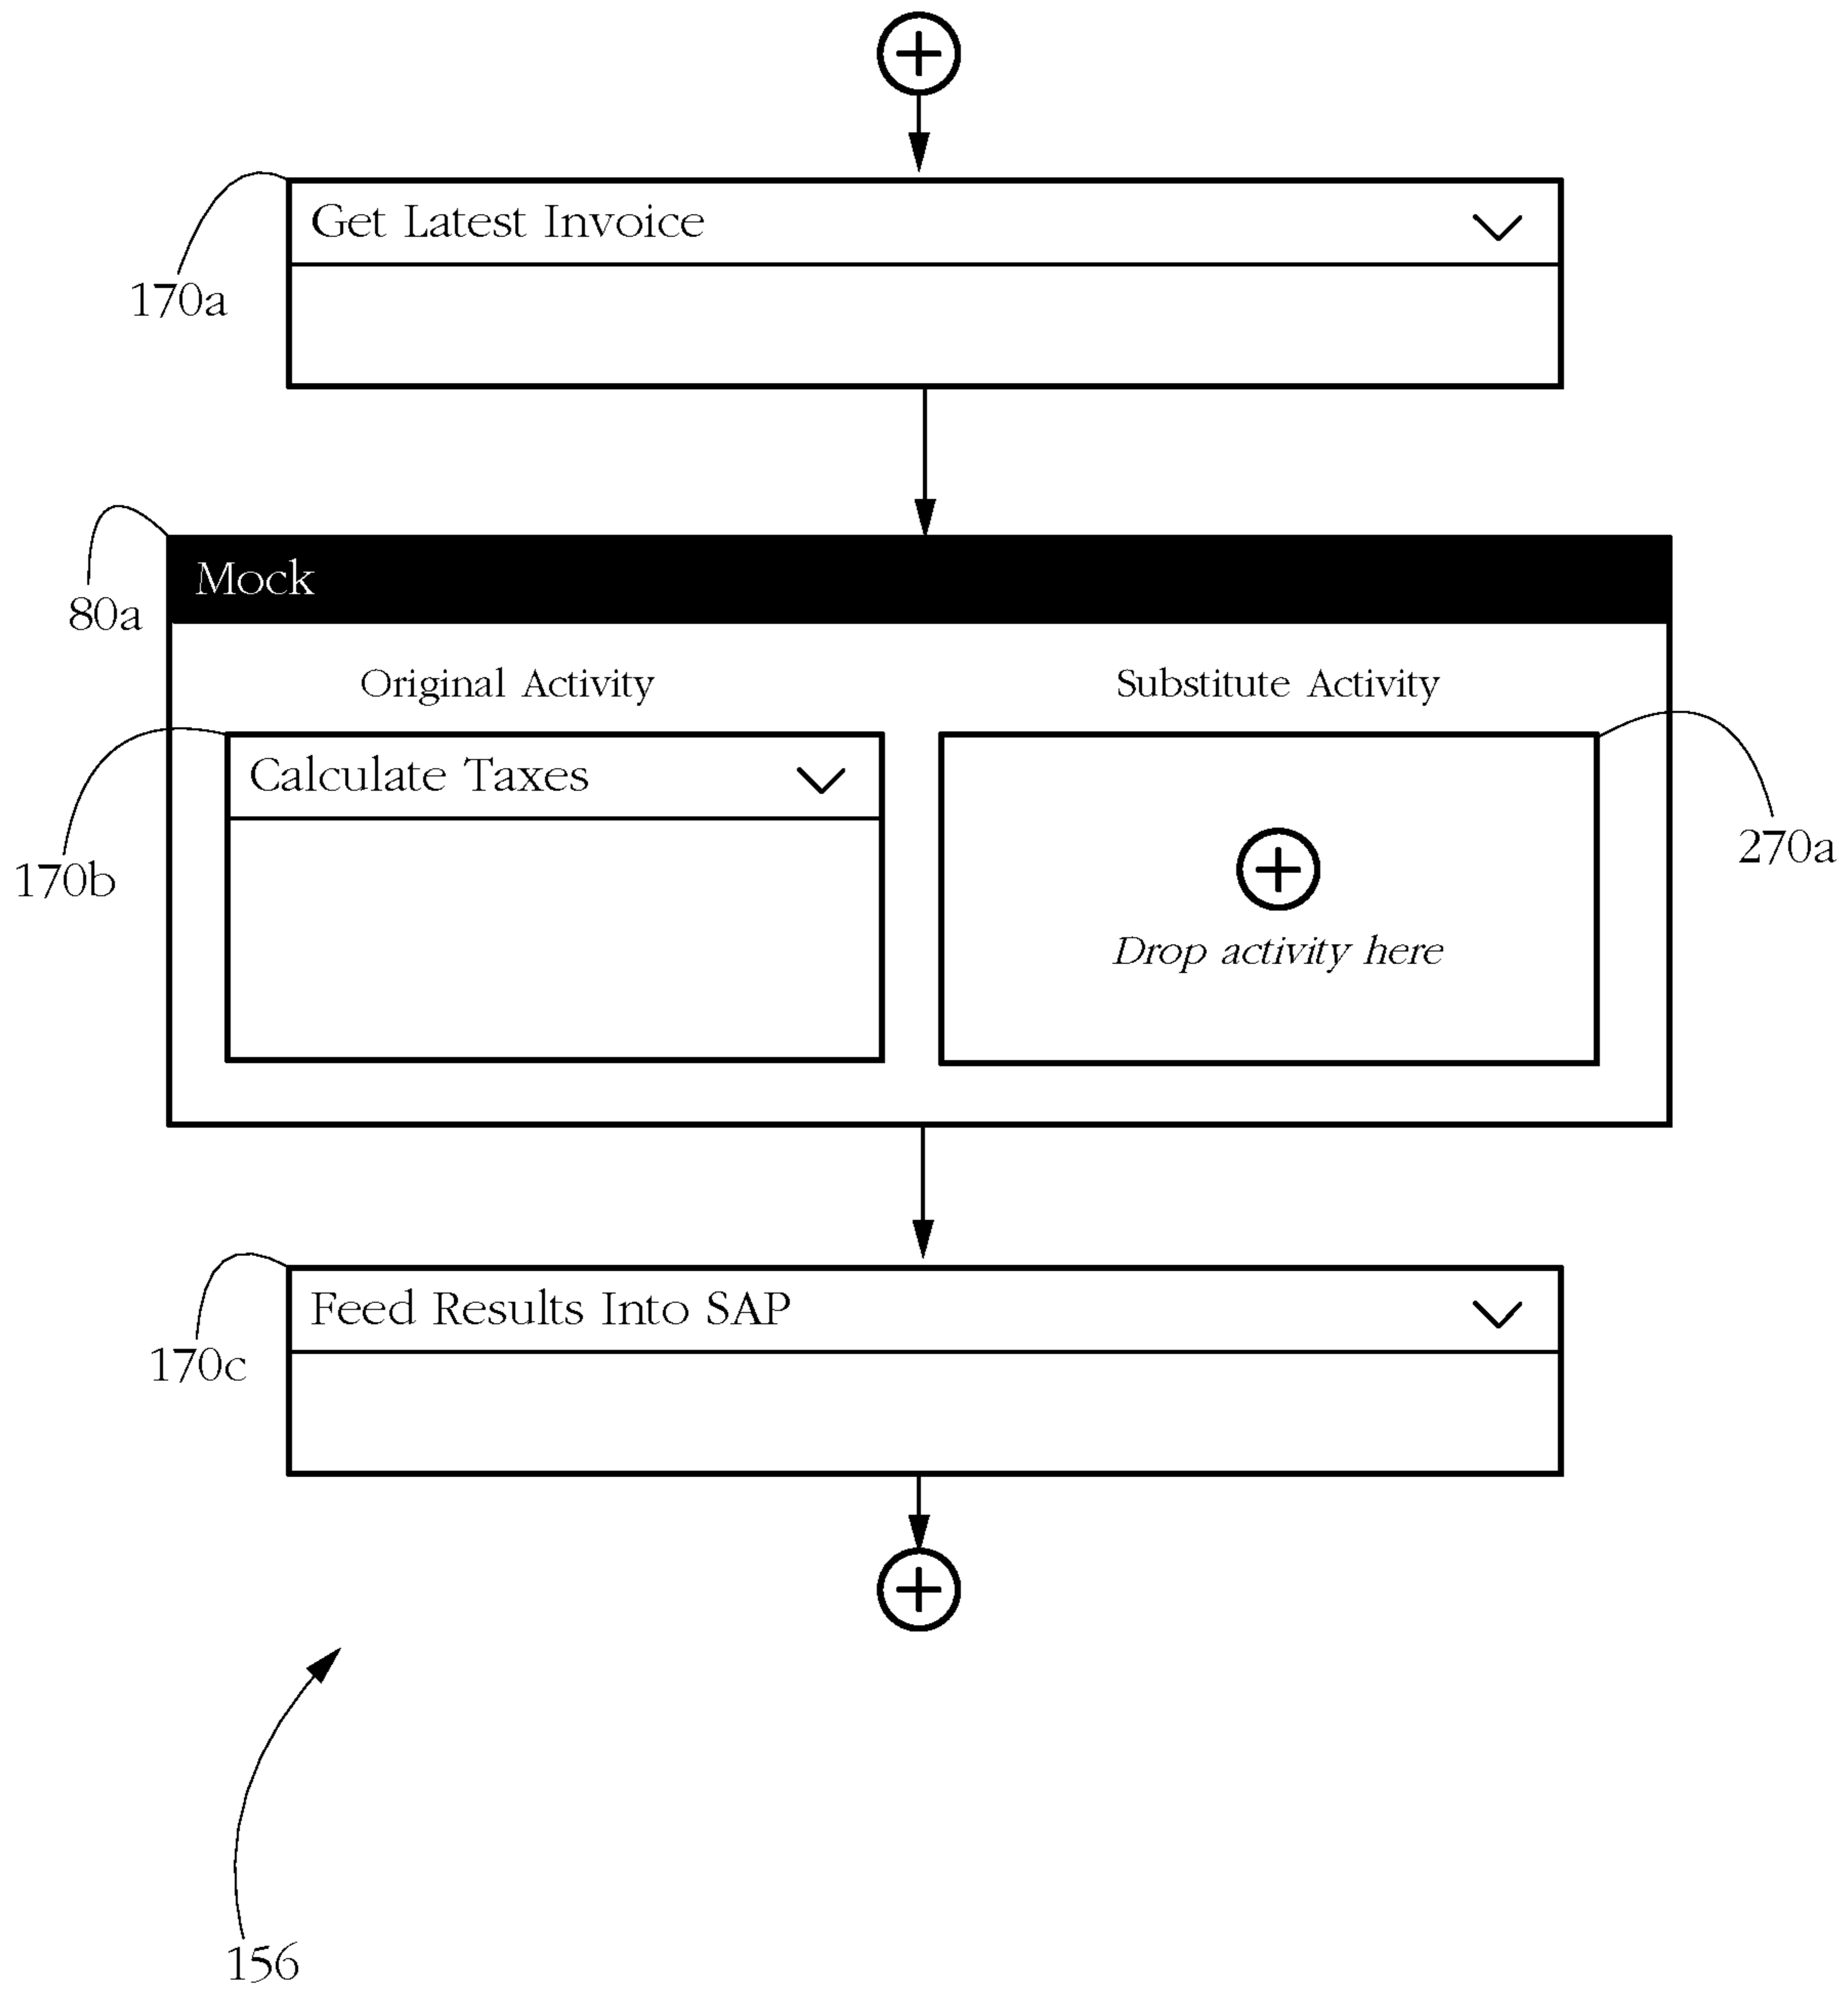 Get Latest Invoice
170a
Mock
80a
Original Activity
Substitute Activity
Calculate Taxes
170b
270a
Drop activity here
Feed Results Into SAP
170c
156